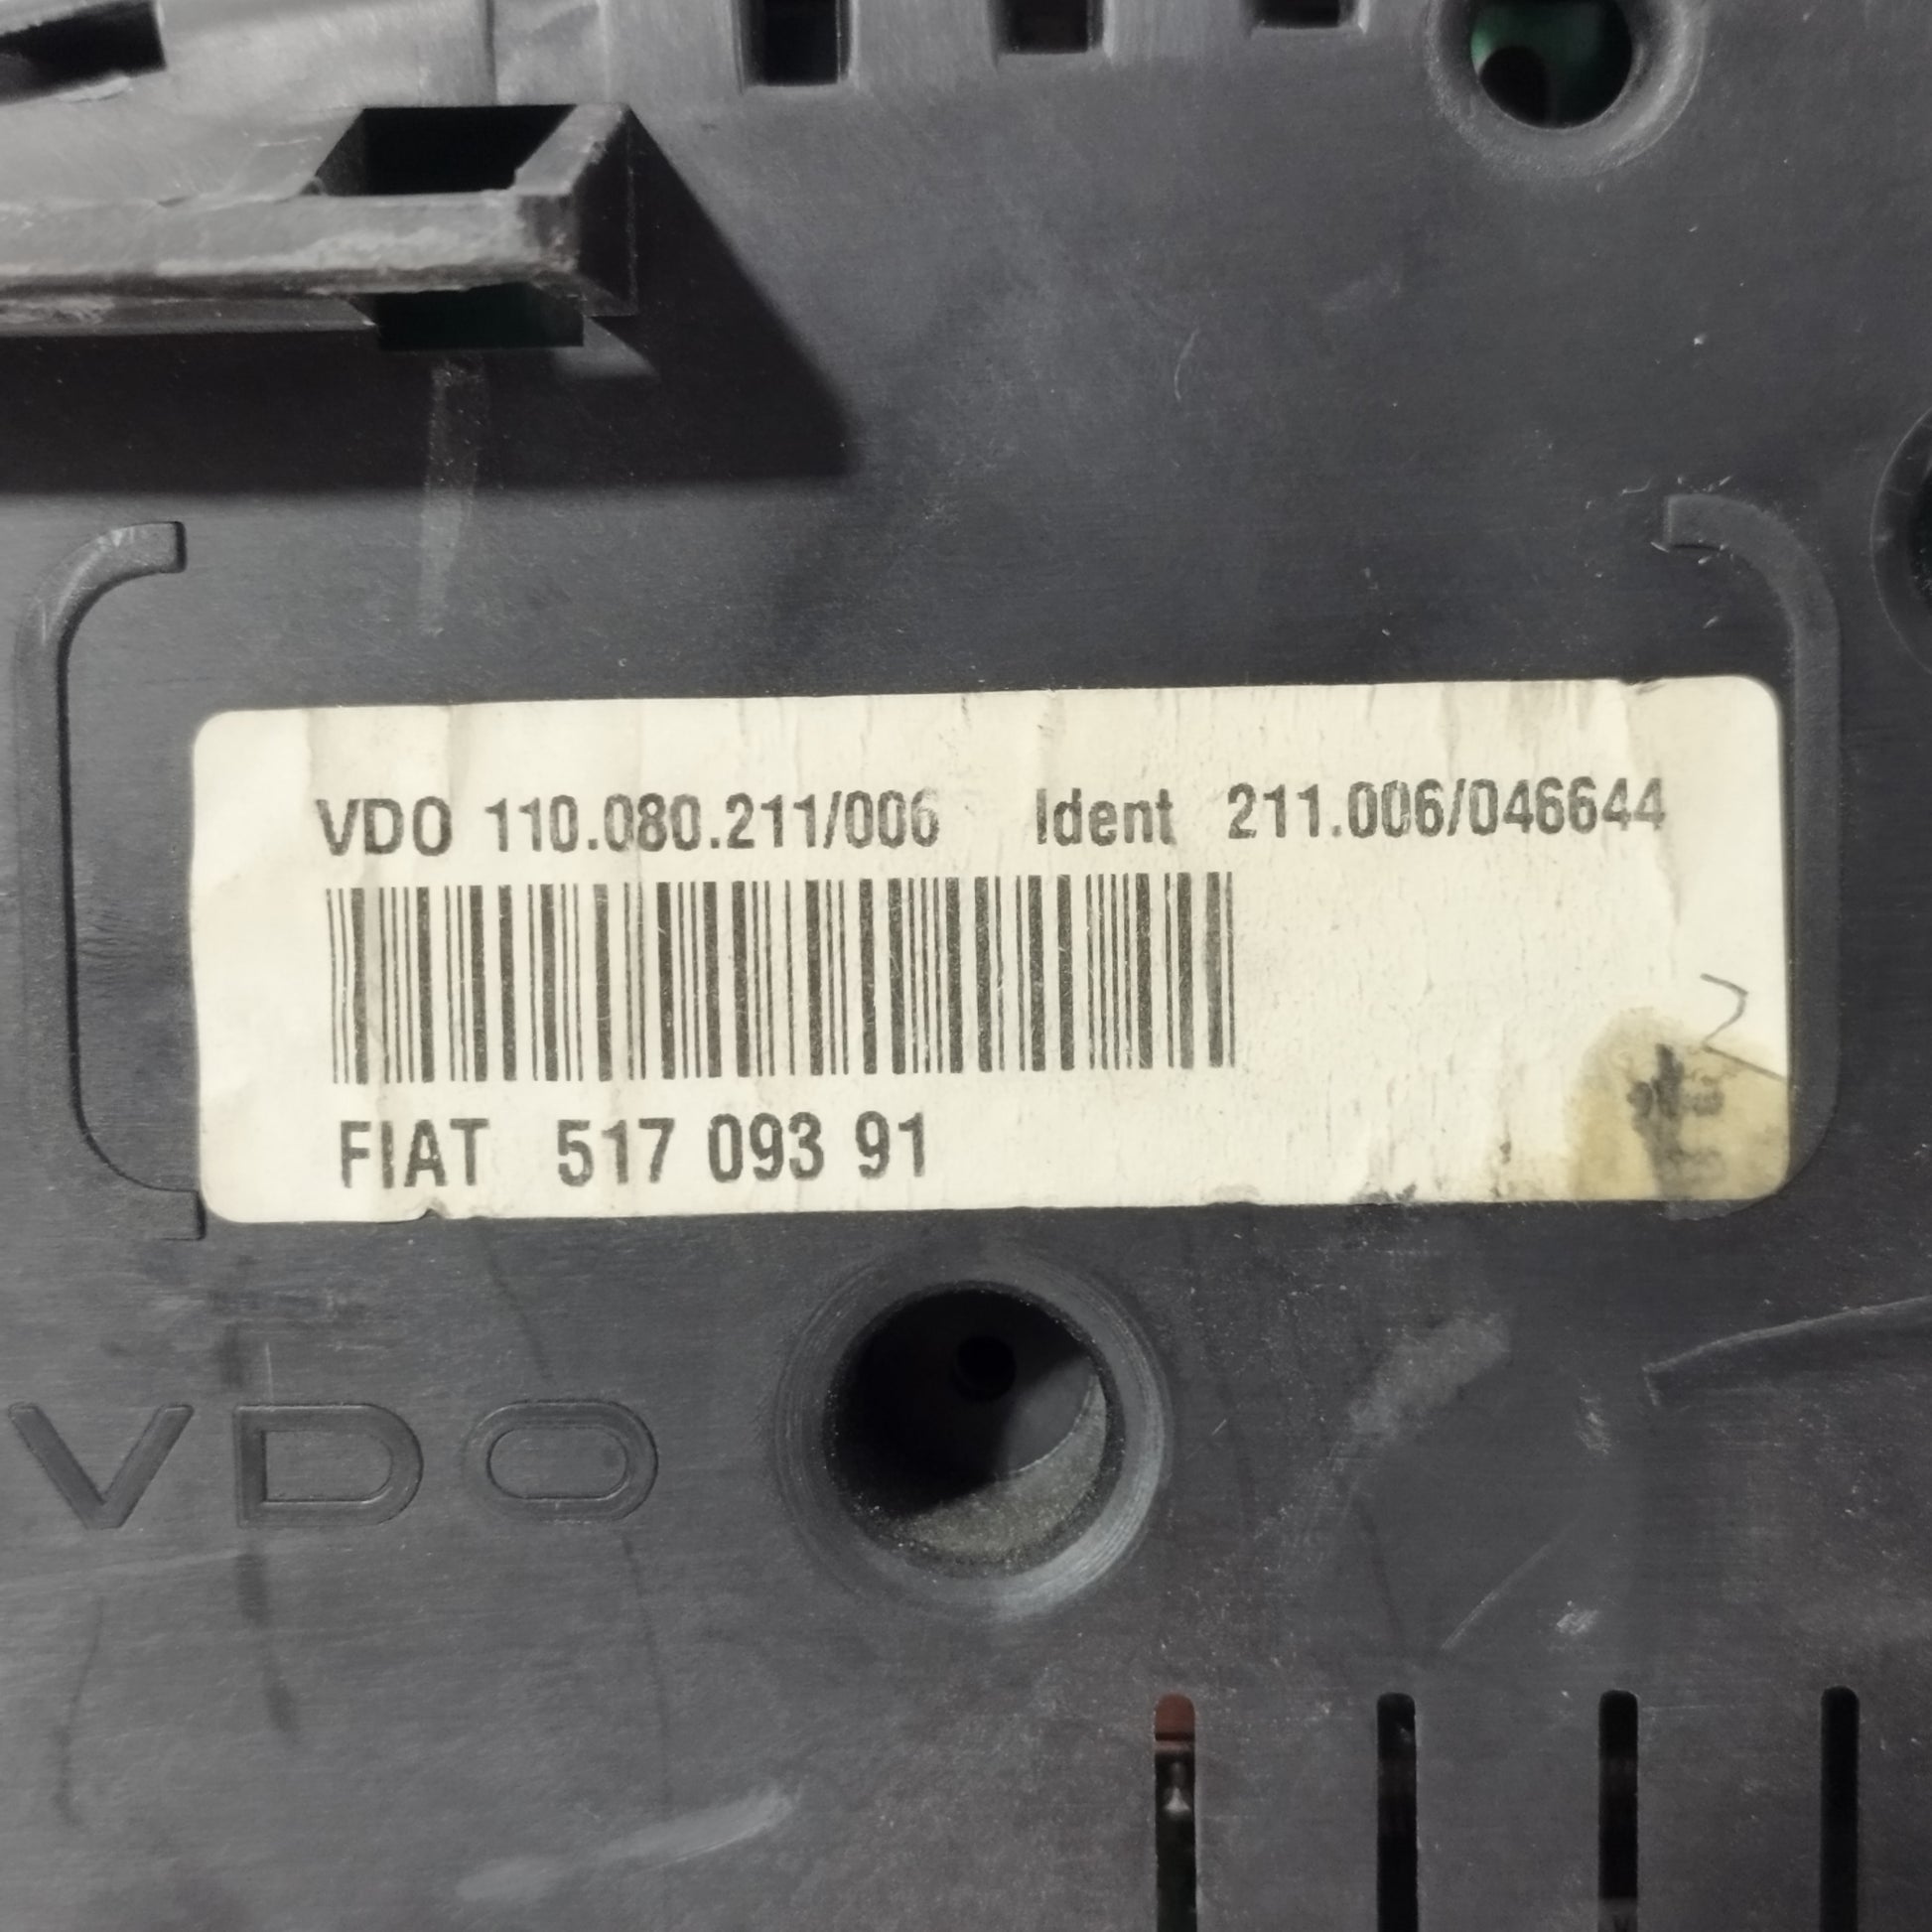 VDO 110.080.211/006 Ident 211.006/046644
FIAT 517 093 91
VDO